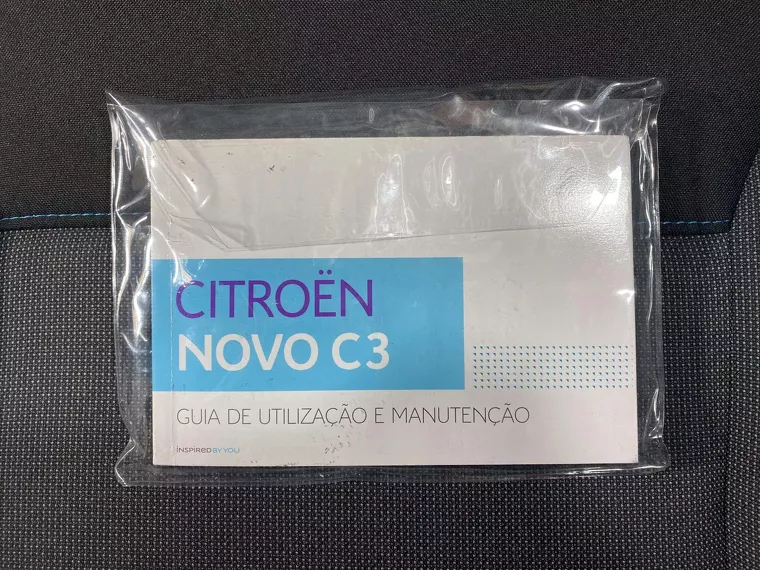 CITROËN
NOVO C3
GUIA DE UTILIZAÇÃO E MANUTENÇÃO
INSPIRED BY YOU